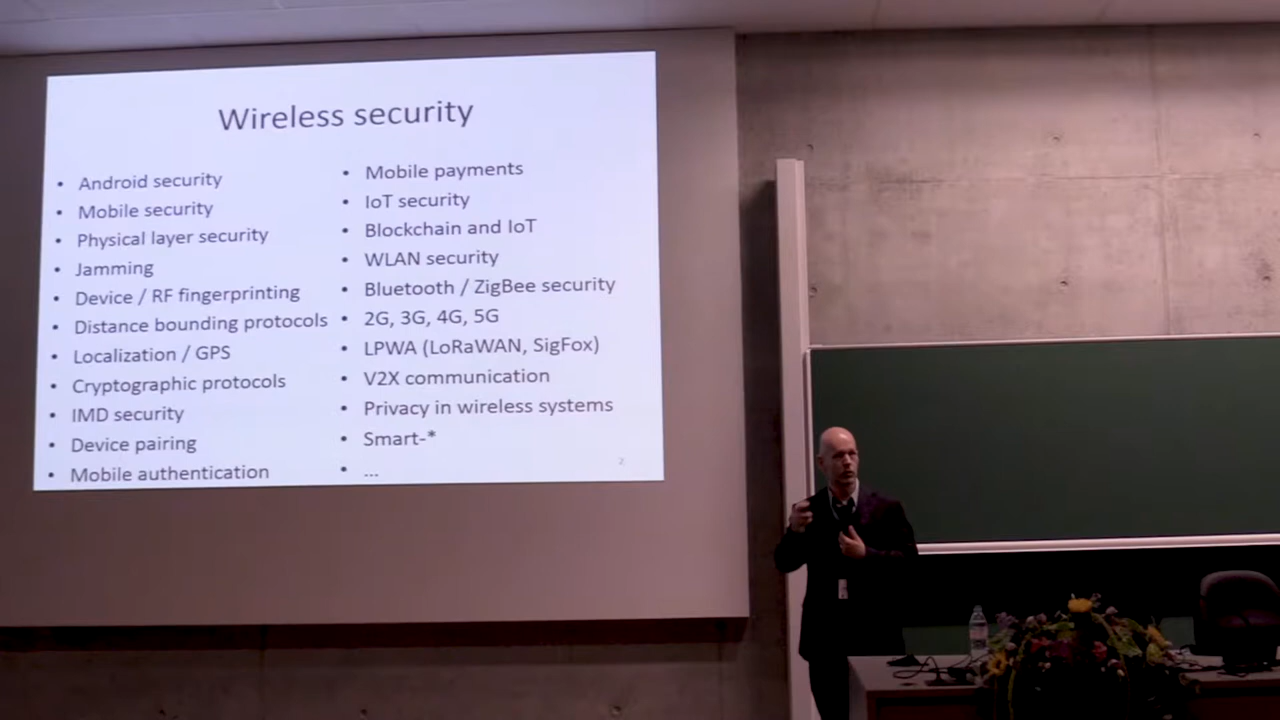 Wireless security
• Android security
• Mobile security
• Physical layer security
• Jamming
• Device / RF fingerprinting
• Distance bounding protocols
• Localization / GPS
• Cryptographic protocols
• IMD security
• Device pairing
• Mobile authentication
• Mobile payments
• IoT security
• Blockchain and IoT
• WLAN security
• Bluetooth / ZigBee security
• 2G, 3G, 4G, 5G
• LPWA (LoRaWAN, SigFox)
• V2X communication
• Privacy in wireless systems
• Smart-*
• ...
2